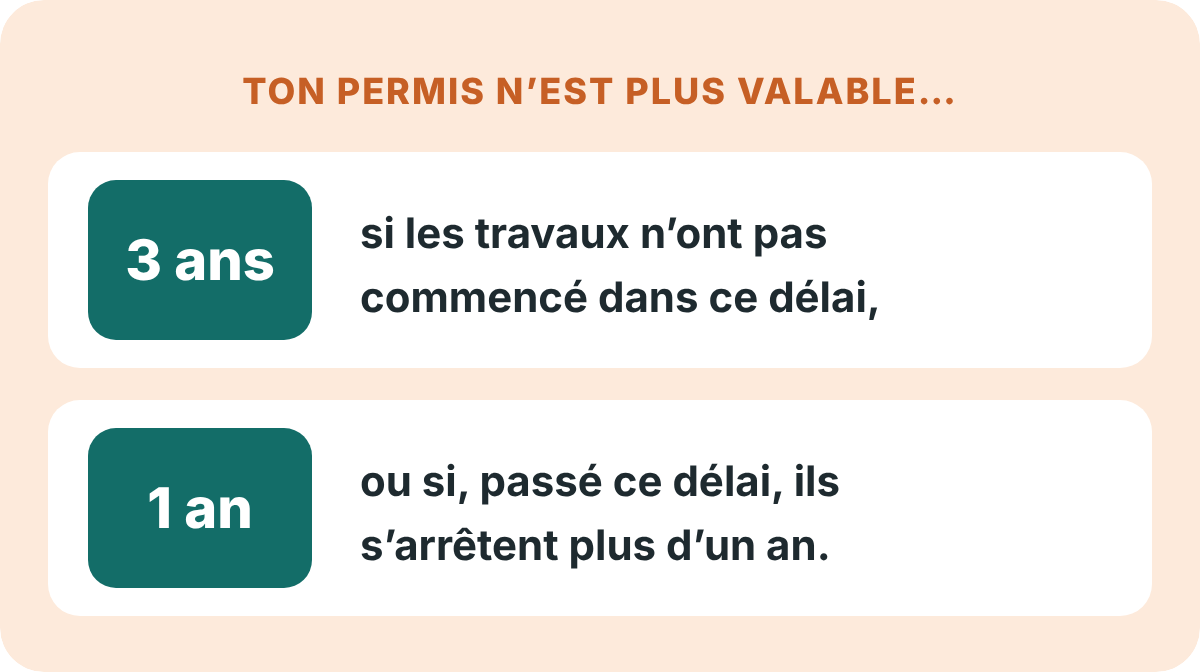 TON PERMIS N’EST PLUS VALABLE…
3 ans
si les travaux n’ont pas
commencé dans ce délai,
1 an
ou si, passé ce délai, ils
s’arrêtent plus d’un an.